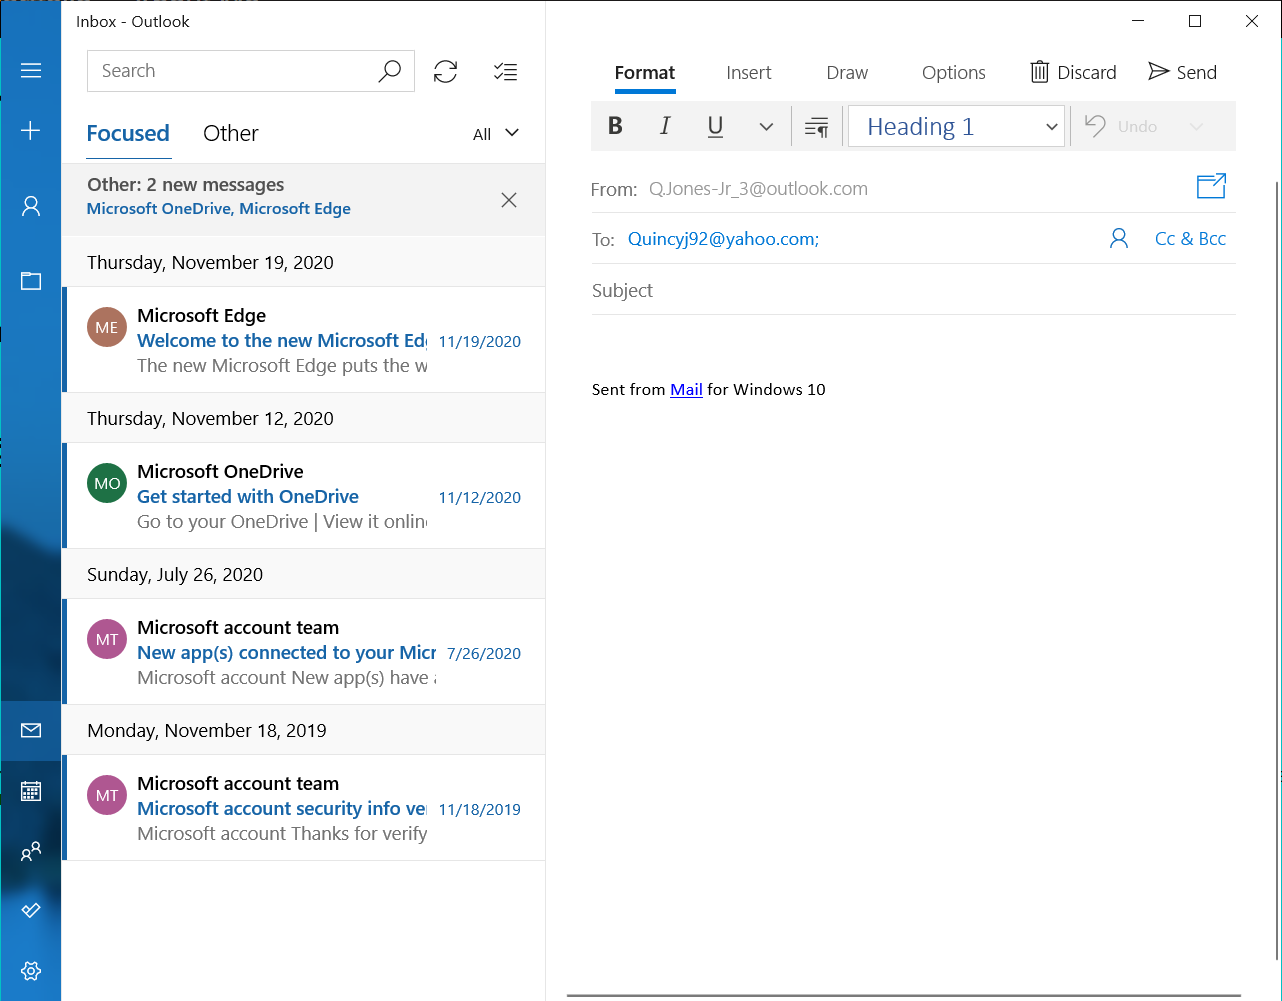 Inbox - Outlook
Search
Focused Other All
Other: 2 new messages
Microsoft OneDrive, Microsoft Edge
Thursday, November 19, 2020
ME
Microsoft Edge
Welcome to the new Microsoft Edg 11/19/2020
The new Microsoft Edge puts the w
Thursday, November 12, 2020
MO
Microsoft OneDrive
Get started with OneDrive 11/12/2020
Go to your OneDrive | View it online
Sunday, July 26, 2020
MT
Microsoft account team
New app(s) connected to your Micr 7/26/2020
Microsoft account New app(s) have a
Monday, November 18, 2019
MT
Microsoft account team
Microsoft account security info ve 11/18/2019
Microsoft account Thanks for verify
Format Insert Draw Options Discard Send
B I U Heading 1 Undo
From: Q.Jones-Jr_3@outlook.com
To: Quincyj92@yahoo.com; Cc & Bcc
Subject
Sent from Mail for Windows 10